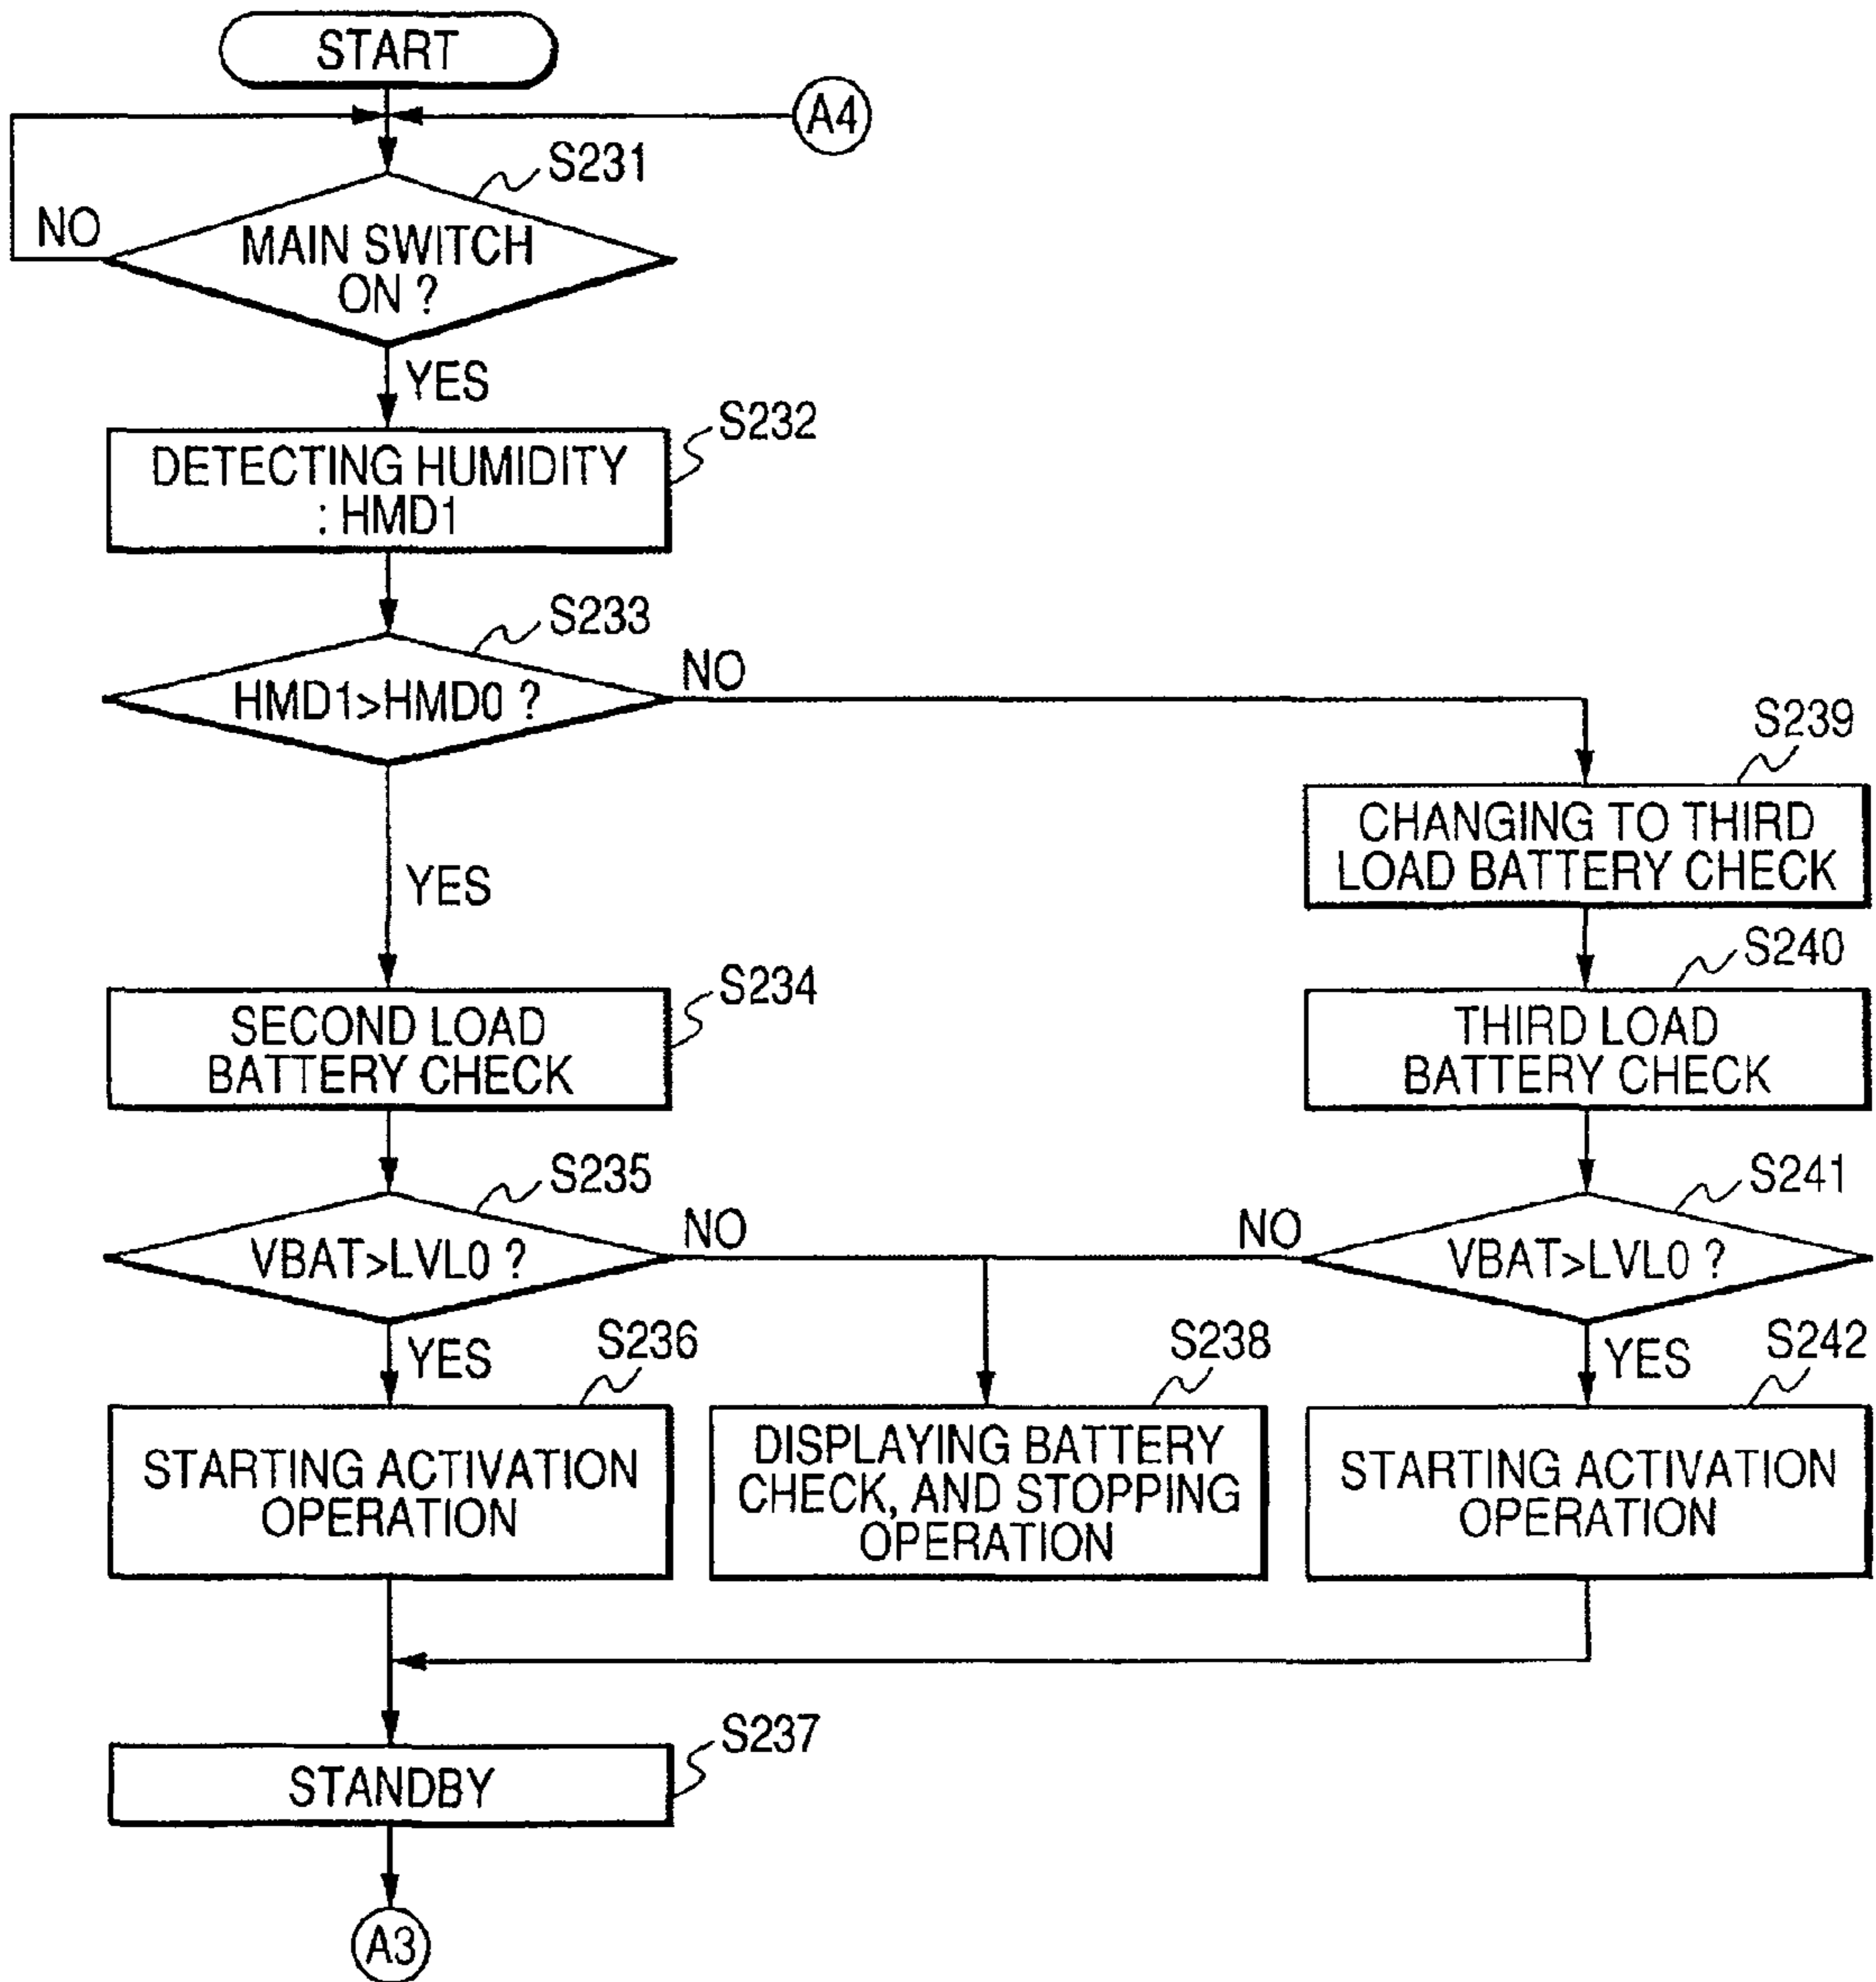 START
A4
S231
NO
MAIN SWITCH
ON ?
YES
S232
DETECTING HUMIDITY
: HMD1
S233
HMD1>HMD0 ?
NO
YES
S239
CHANGING TO THIRD
LOAD BATTERY CHECK
S234
SECOND LOAD
BATTERY CHECK
S240
THIRD LOAD
BATTERY CHECK
S235
VBAT>LVL0 ?
NO
S241
NO
VBAT>LVL0 ?
YES
S236
STARTING ACTIVATION
OPERATION
S238
DISPLAYING BATTERY
CHECK, AND STOPPING
OPERATION
YES
S242
STARTING ACTIVATION
OPERATION
S237
STANDBY
A3